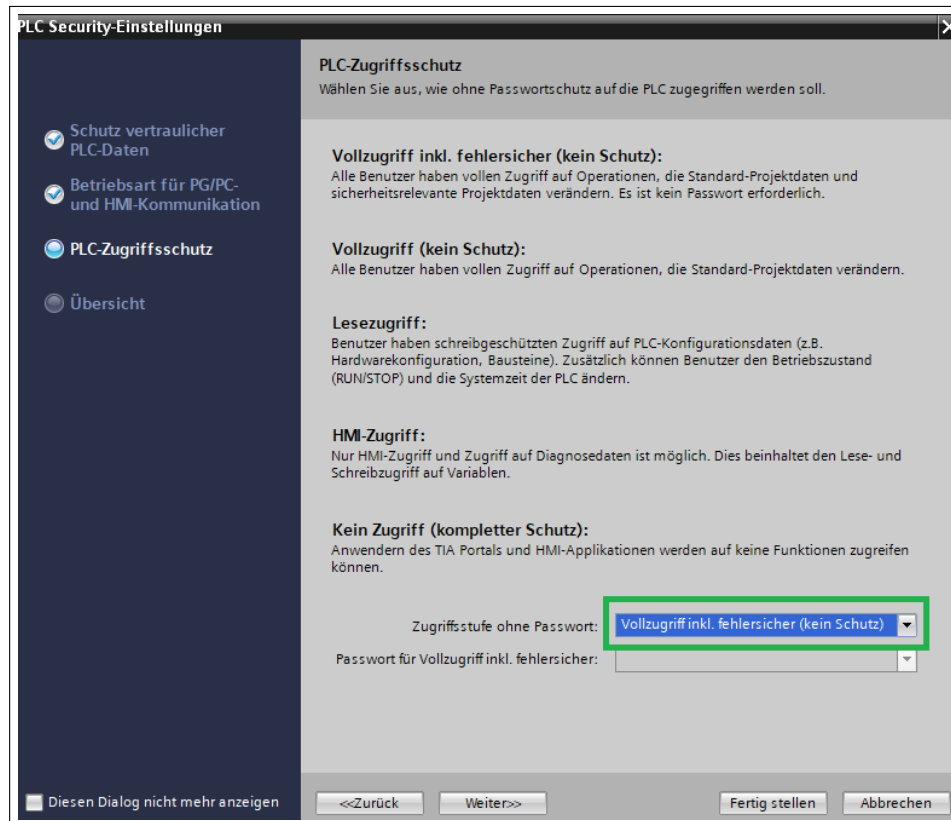 PLC Security-Einstellungen
Schutz vertraulicher
PLC-Daten
Betriebsart für PG/PC-
und HMI-Kommunikation
PLC-Zugriffsschutz
Übersicht
Diesen Dialog nicht mehr anzeigen
PLC-Zugriffsschutz
Wählen Sie aus, wie ohne Passwortschutz auf die PLC zugegriffen werden soll.
Vollzugriff inkl. fehlersicher (kein Schutz):
Alle Benutzer haben vollen Zugriff auf Operationen, die Standard-Projektdaten und
sicherheitsrelevante Projektdaten verändern. Es ist kein Passwort erforderlich.
Vollzugriff (kein Schutz):
Alle Benutzer haben vollen Zugriff auf Operationen, die Standard-Projektdaten verändern.
Lesezugriff:
Benutzer haben schreibgeschützten Zugriff auf PLC-Konfigurationsdaten (z.B.
Hardwarekonfiguration, Bausteine). Zusätzlich können Benutzer den Betriebszustand
(RUN/STOP) und die Systemzeit der PLC ändern.
HMI-Zugriff:
Nur HMI-Zugriff und Zugriff auf Diagnosedaten ist möglich. Dies beinhaltet den Lese- und
Schreibzugriff auf Variablen.
Kein Zugriff (kompletter Schutz):
Anwendern des TIA Portals und HMI-Applikationen werden auf keine Funktionen zugreifen
können.
Zugriffsstufe ohne Passwort: Vollzugriff inkl. fehlersicher (kein Schutz)
Passwort für Vollzugriff inkl. fehlersicher:
<<Zurück Weiter>> Fertig stellen Abbrechen